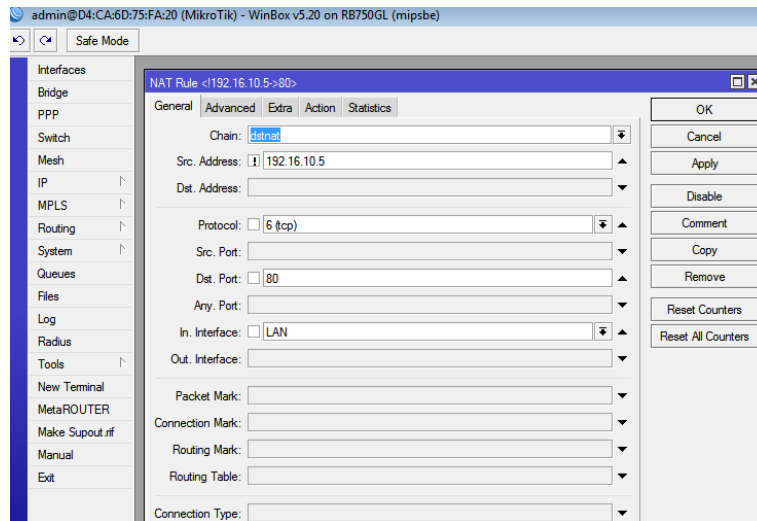 admin@D4:CA:6D:75:FA:20 (MikroTik) - WinBox v5.20 on RB750GL (mipsbe)
Safe Mode
Interfaces
Bridge
PPP
Switch
Mesh
IP
MPLS
Routing
System
Queues
Files
Log
Radius
Tools
New Terminal
MetaROUTER
Make Supout.rif
Manual
Exit
NAT Rule <!192.16.10.5->80>
General Advanced Extra Action Statistics
Chain: dstnat
Src. Address: ! 192.16.10.5
Dst. Address:
Protocol: 6 (tcp)
Src. Port:
Dst. Port: 80
Any. Port:
In. Interface: LAN
Out. Interface:
Packet Mark:
Connection Mark:
Routing Mark:
Routing Table:
Connection Type:
OK
Cancel
Apply
Disable
Comment
Copy
Remove
Reset Counters
Reset All Counters